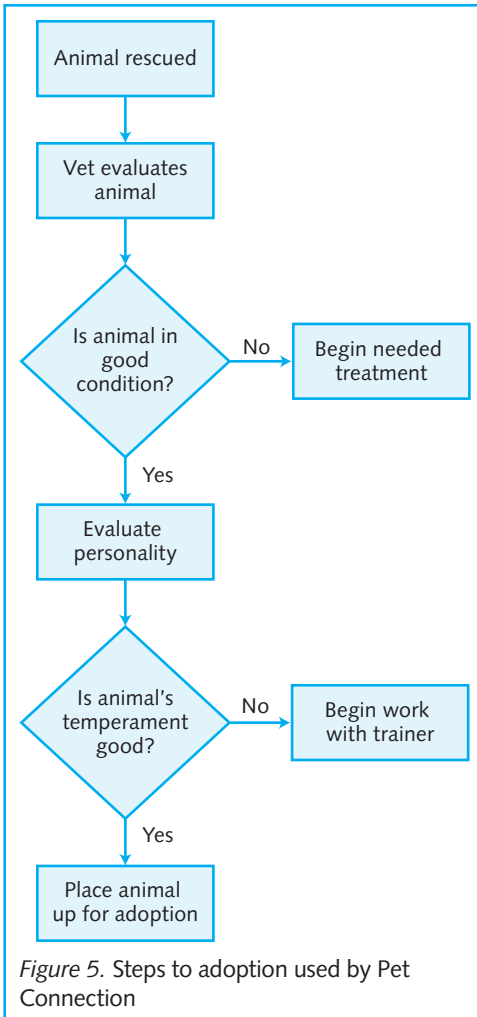 Animal rescued
Vet evaluates
animal
Is animal in
good
condition?
No
Begin needed
treatment
Yes
Evaluate
personality
Is animal's
temperament
good?
No
Begin work
with trainer
Yes
Place animal
up for adoption
Figure 5. Steps to adoption used by Pet
Connection